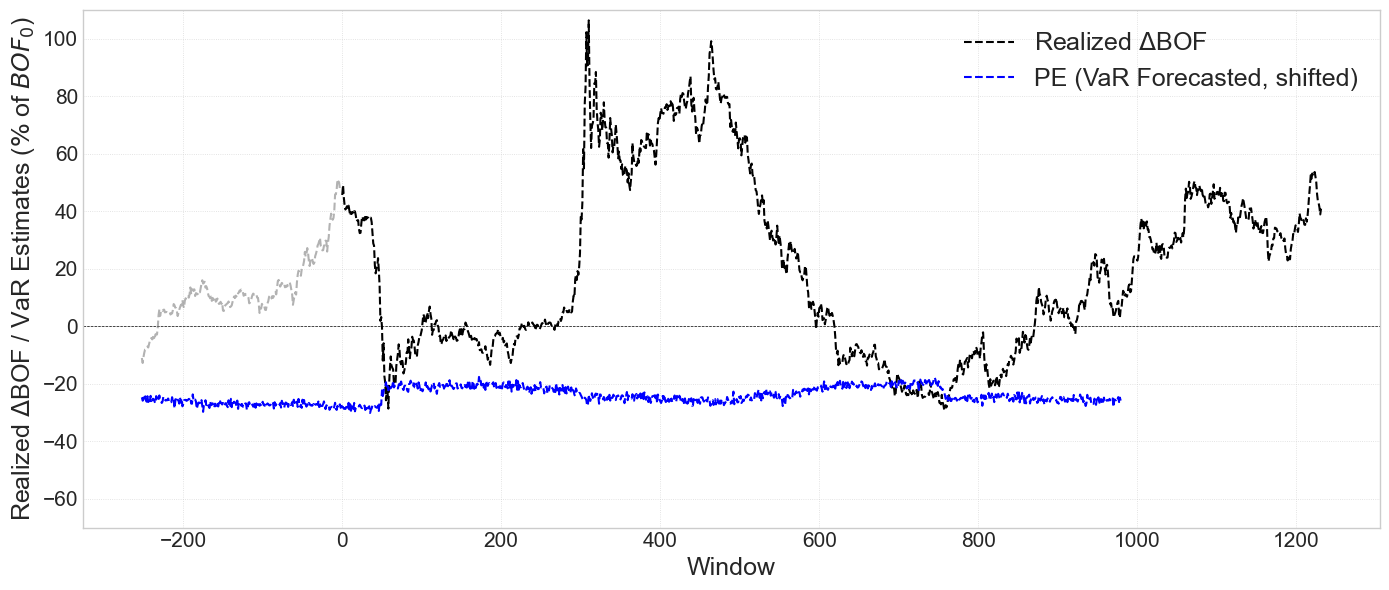 Realized ΔBOF / VaR Estimates (% of BOF₀)
100
80
60
40
20
0
−20
−40
−60
Realized ΔBOF
PE (VaR Forecasted, shifted)
−200 0 200 400 600 800 1000 1200
Window